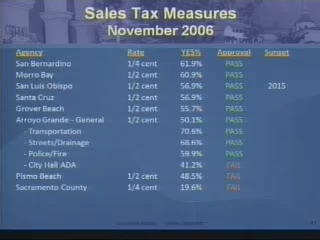 Sales Tax Measures
November 2006
Agency Rate YES% Approval Sunset
San Bernardino 1/4 cent 61.9% PASS
Morro Bay 1/2 cent 60.9% PASS
San Luis Obispo 1/2 cent 56.9% PASS 2015
Santa Cruz 1/2 cent 56.9% PASS
Grover Beach 1/2 cent 55.7% PASS
Arroyo Grande - General 1/2 cent 50.1% PASS
- Transportation 70.6% PASS
- Streets/Drainage 68.6% PASS
- Police/Fire 59.9% PASS
- City Hall ADA 41.2% FAIL
Pismo Beach 1/2 cent 48.5% FAIL
Sacramento County 1/4 cent 19.6% FAIL